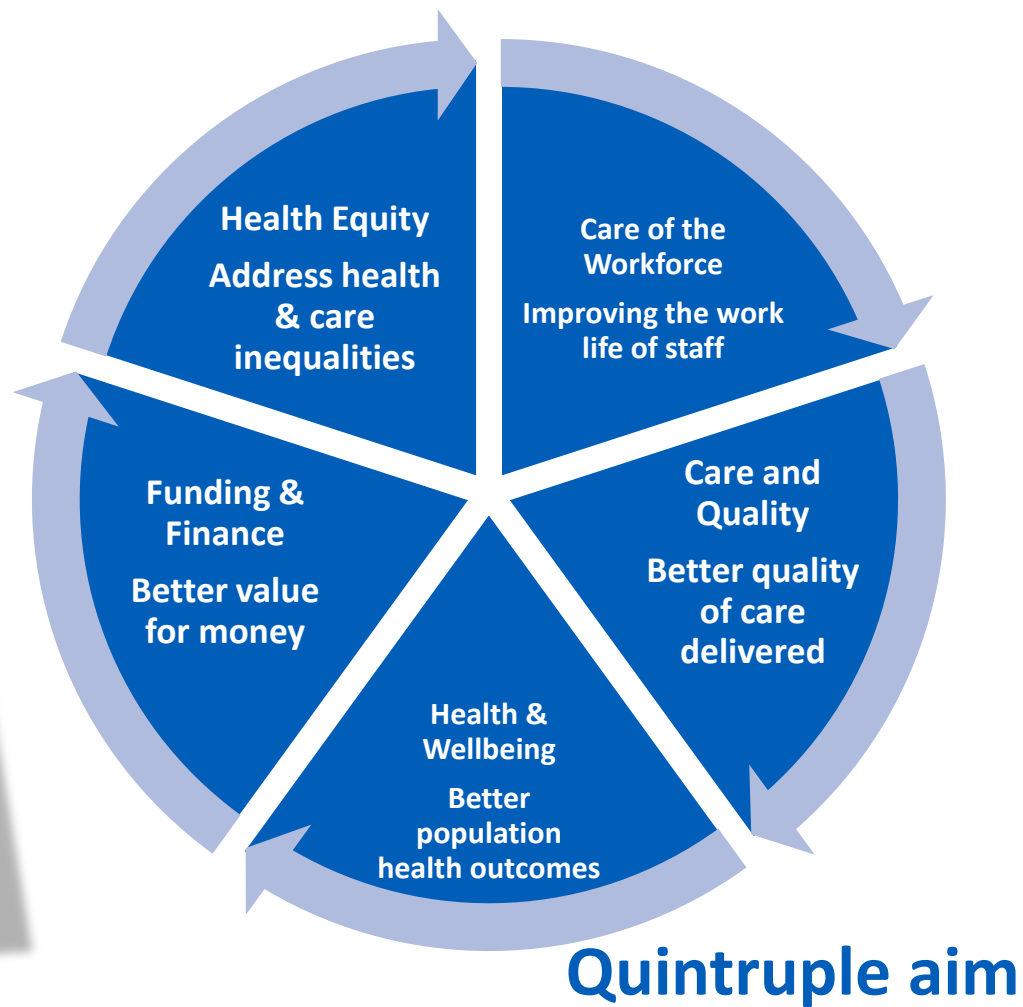 Health Equity
Address health
& care
inequalities
Care of the
Workforce
Improving the work
life of staff
Care and
Quality
Better quality
of care
delivered
Health &
Wellbeing
Better
population
health outcomes
Funding &
Finance
Better value
for money
Quintruple aim